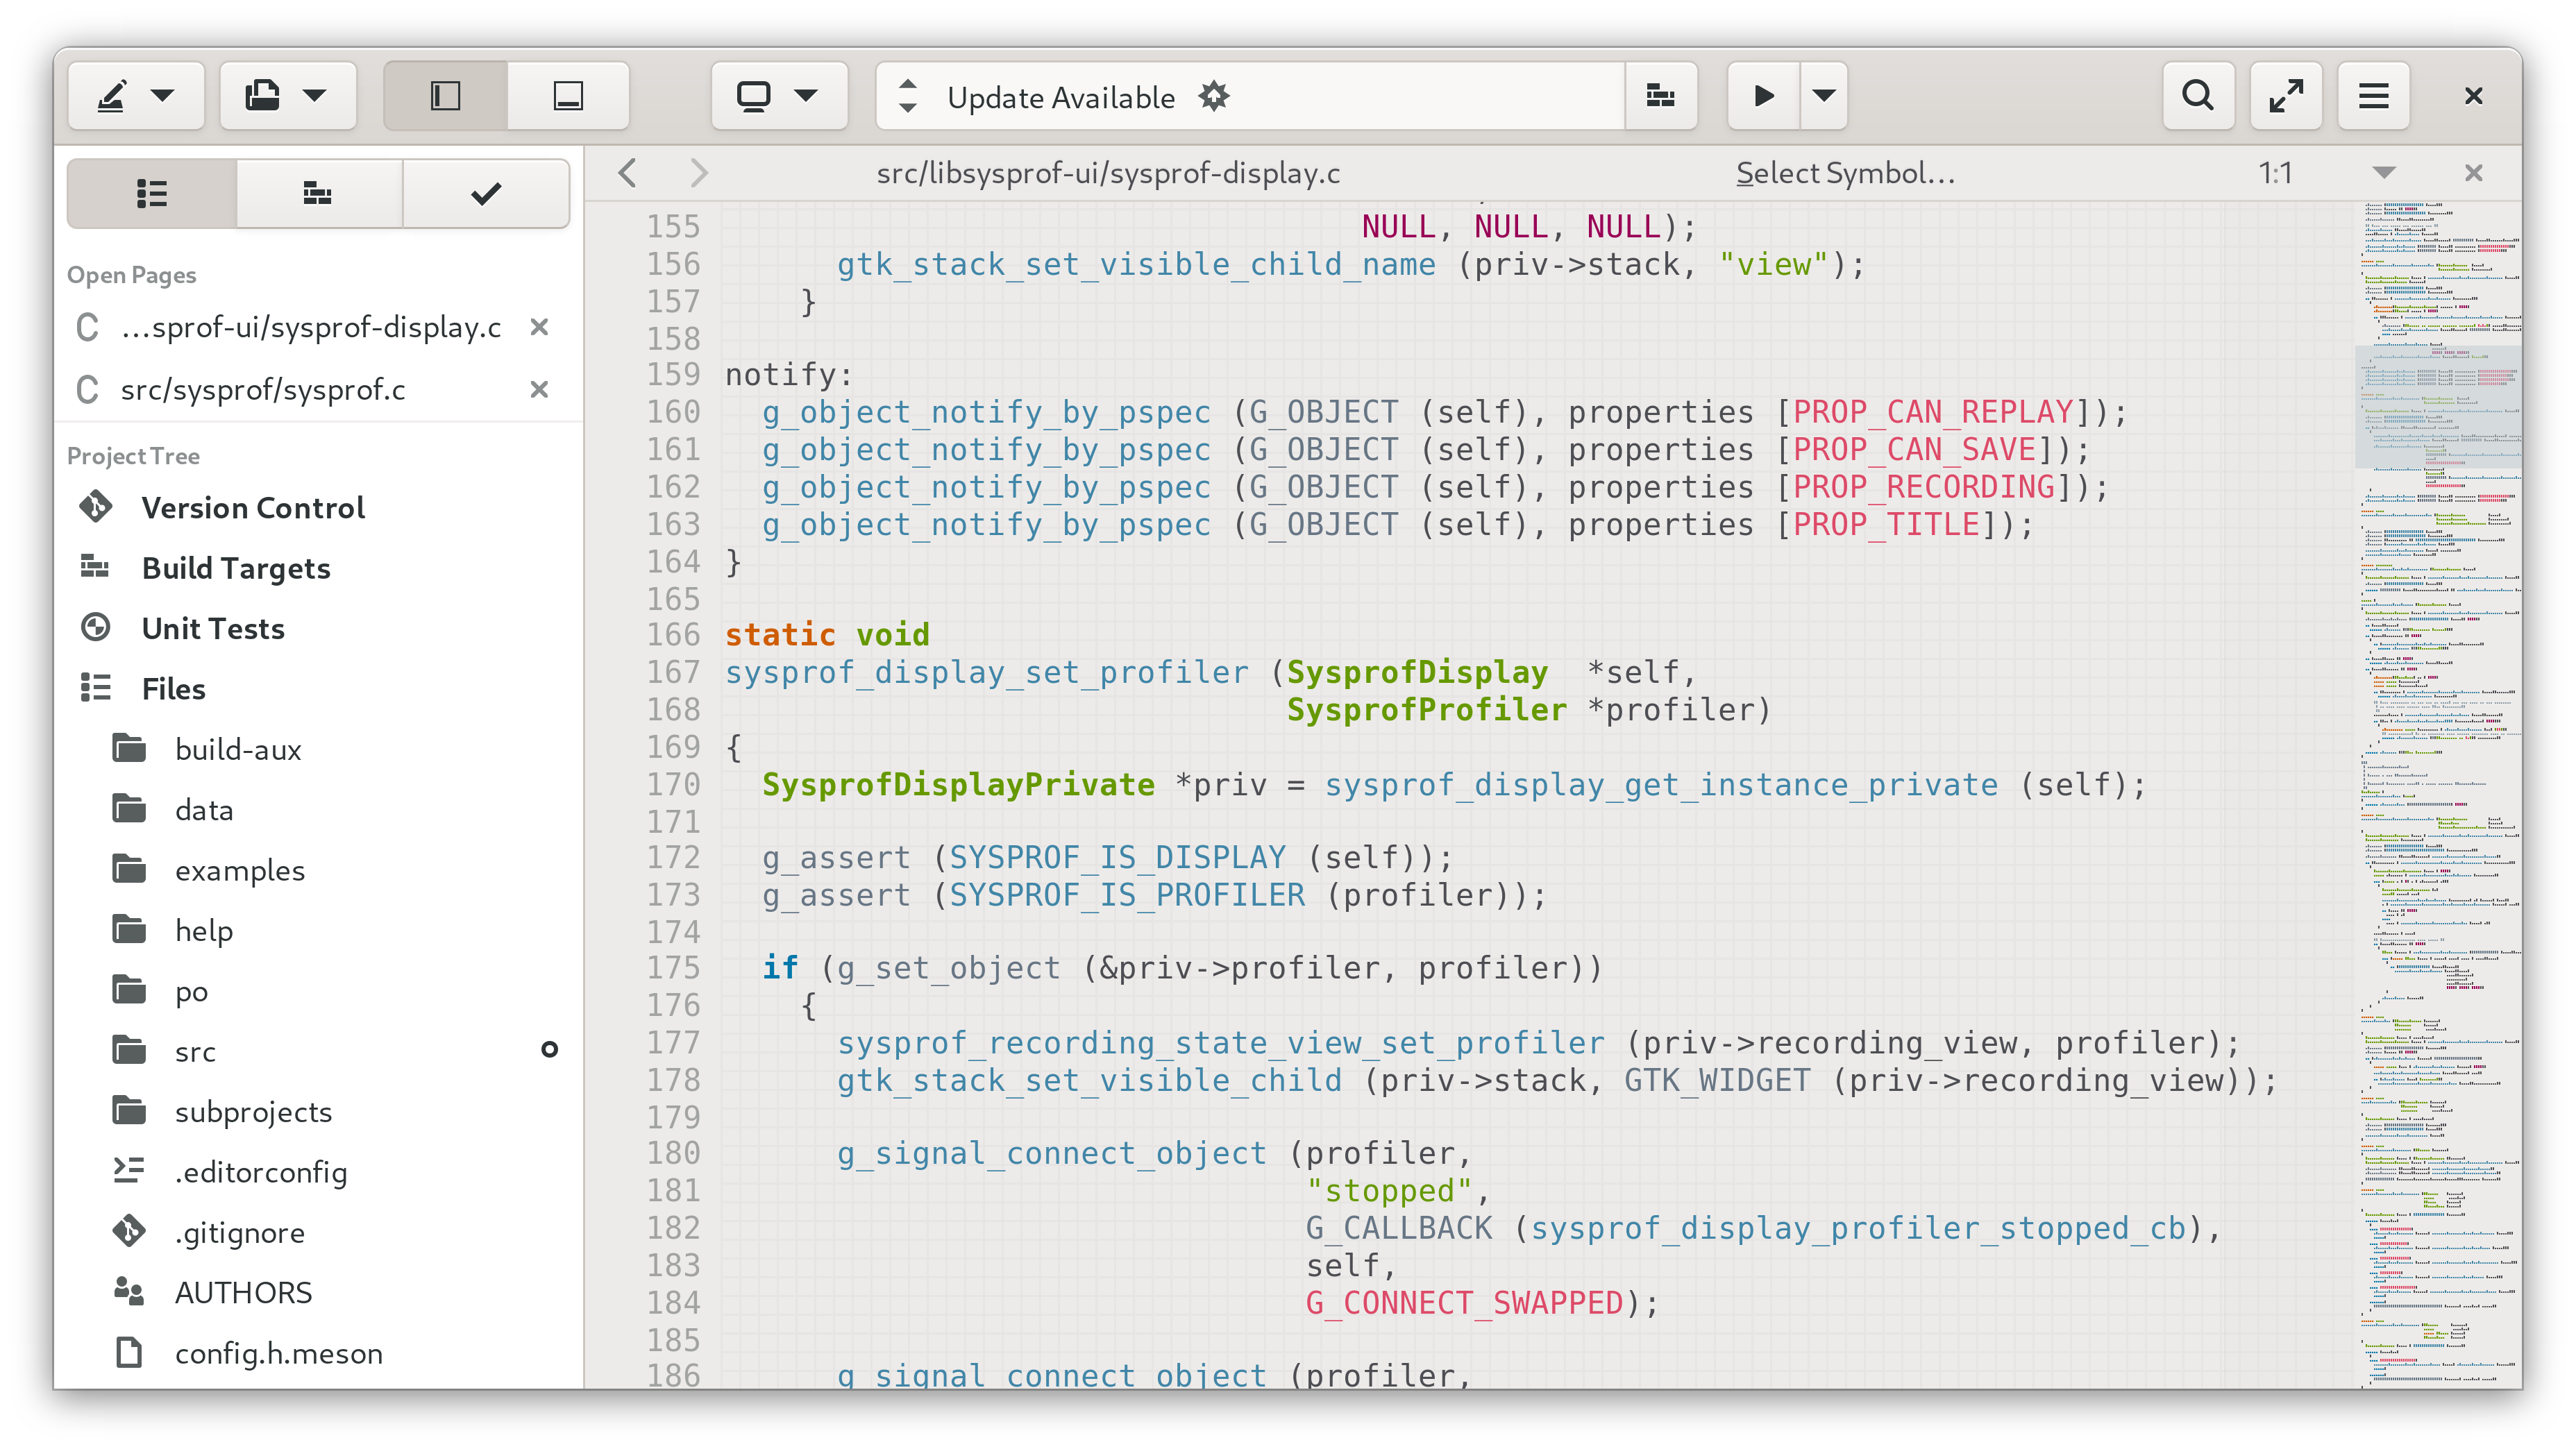 Update Available
src/libsysprof-ui/sysprof-display.c
Select Symbol…
1:1
Open Pages
C …sprof-ui/sysprof-display.c
C src/sysprof/sysprof.c
Project Tree
Version Control
Build Targets
Unit Tests
Files
build-aux
data
examples
help
po
src
subprojects
.editorconfig
.gitignore
AUTHORS
config.h.meson
155                                   NULL, NULL, NULL);
156       gtk_stack_set_visible_child_name (priv->stack, "view");
157     }
158
159 notify:
160   g_object_notify_by_pspec (G_OBJECT (self), properties [PROP_CAN_REPLAY]);
161   g_object_notify_by_pspec (G_OBJECT (self), properties [PROP_CAN_SAVE]);
162   g_object_notify_by_pspec (G_OBJECT (self), properties [PROP_RECORDING]);
163   g_object_notify_by_pspec (G_OBJECT (self), properties [PROP_TITLE]);
164 }
165
166 static void
167 sysprof_display_set_profiler (SysprofDisplay  *self,
168                               SysprofProfiler *profiler)
169 {
170   SysprofDisplayPrivate *priv = sysprof_display_get_instance_private (self);
171
172   g_assert (SYSPROF_IS_DISPLAY (self));
173   g_assert (SYSPROF_IS_PROFILER (profiler));
174
175   if (g_set_object (&priv->profiler, profiler))
176     {
177       sysprof_recording_state_view_set_profiler (priv->recording_view, profiler);
178       gtk_stack_set_visible_child (priv->stack, GTK_WIDGET (priv->recording_view));
179
180       g_signal_connect_object (profiler,
181                                "stopped",
182                                G_CALLBACK (sysprof_display_profiler_stopped_cb),
183                                self,
184                                G_CONNECT_SWAPPED);
185
186       g_signal_connect_object (profiler,